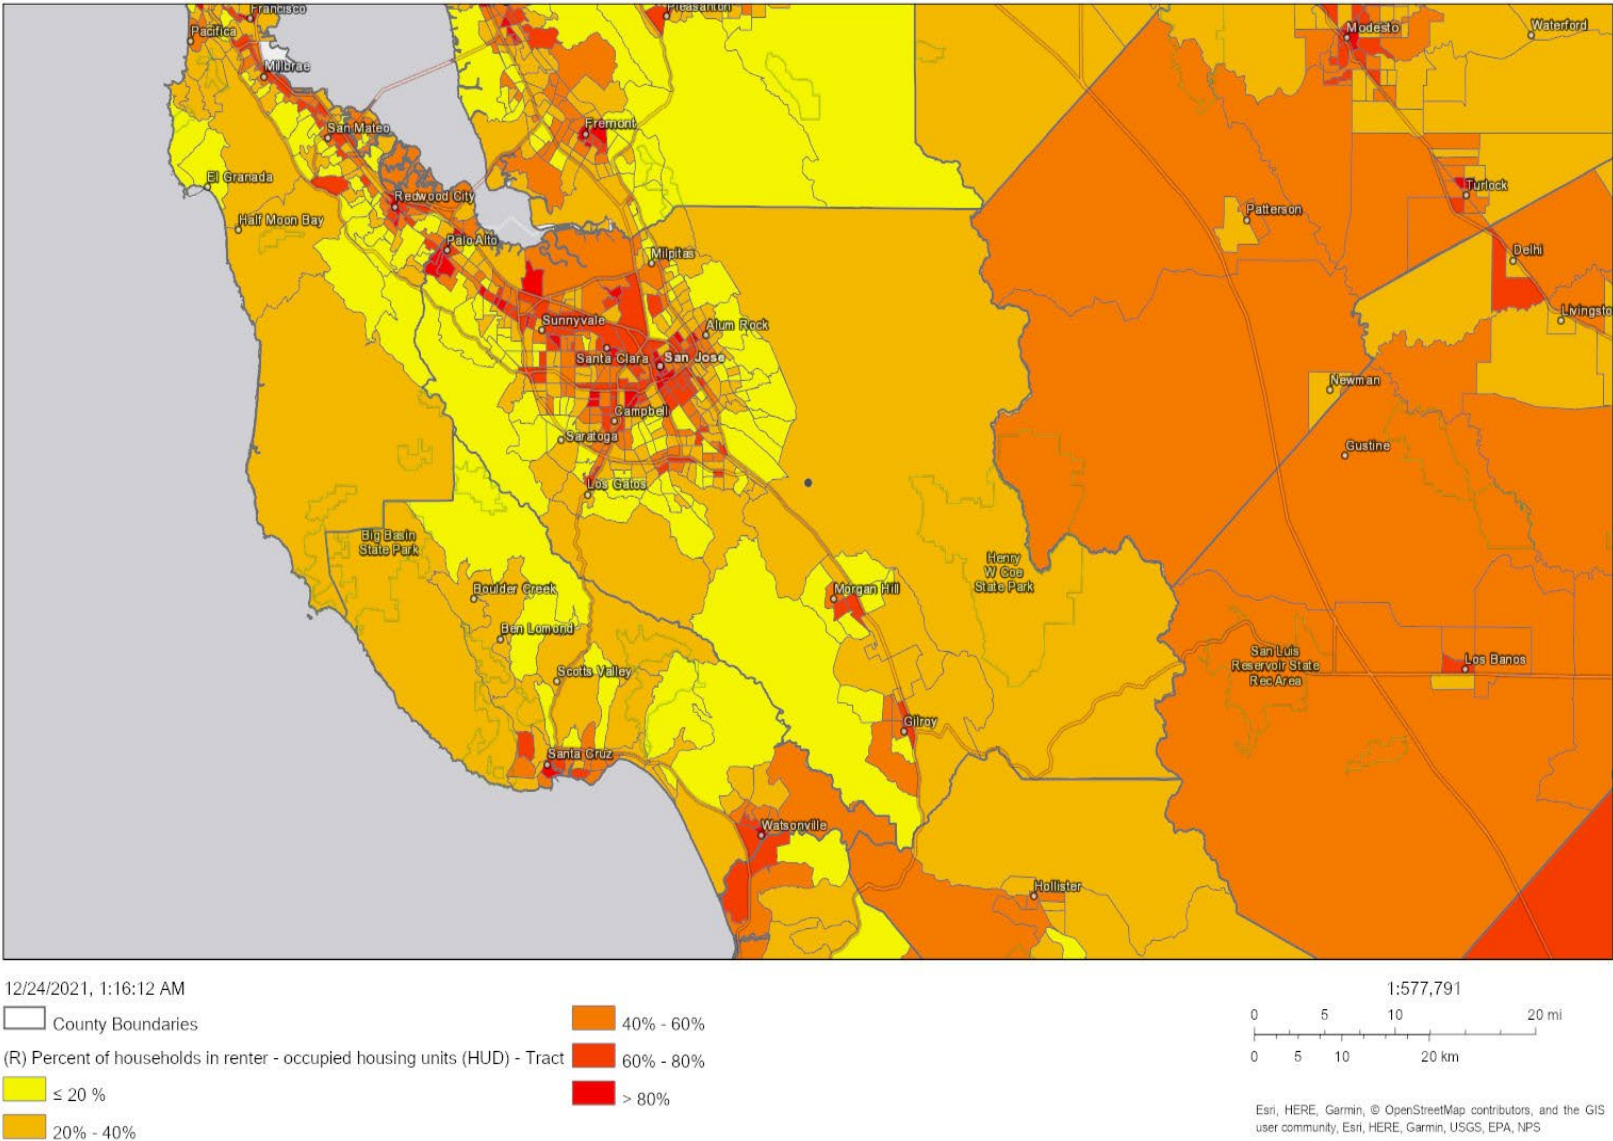 Francisco
Pleasanton
Pacifica
Modesto
Waterford
Millbrae
San Mateo
Fremont
El Granada
Redwood City
Turlock
Half Moon Bay
Patterson
Palo Alto
Milpitas
Delhi
Livingsto
Sunnyvale
Alum Rock
Santa Clara
San Jose
Newman
Campbell
Saratoga
Gustine
Los Gatos
Big Basin
State Park
Henry
W Coe
State Park
Boulder Creek
Morgan Hill
Ben Lomond
San Luis
Reservoir State
Rec Area
Los Banos
Scotts Valley
Gilroy
Santa Cruz
Watsonville
Hollister
12/24/2021, 1:16:12 AM
County Boundaries
(R) Percent of households in renter - occupied housing units (HUD) - Tract
≤ 20 %
20% - 40%
40% - 60%
60% - 80%
> 80%
1:577,791
0 5 10 20 mi
0 5 10 20 km
Esri, HERE, Garmin, © OpenStreetMap contributors, and the GIS
user community, Esri, HERE, Garmin, USGS, EPA, NPS